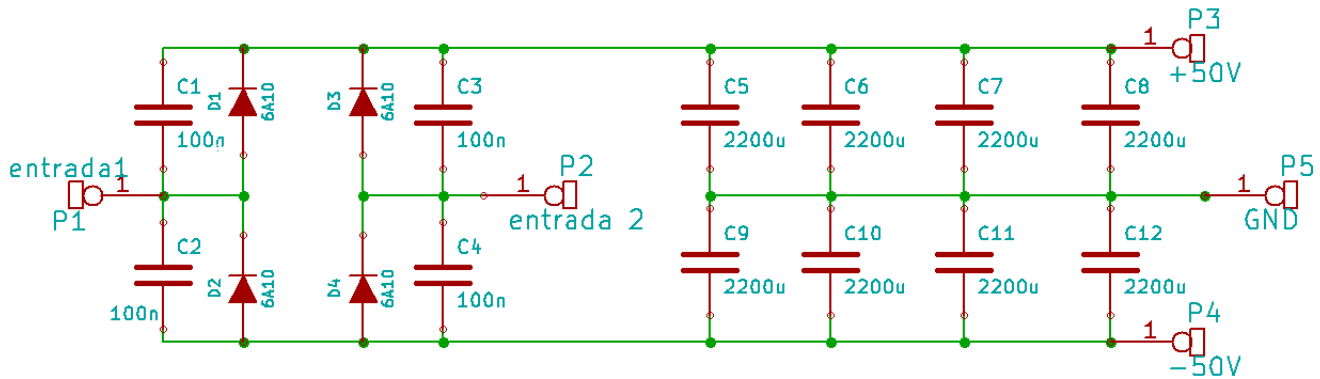 P3
1
+50V
C1
100n
D1
6A10
D3
6A10
C3
100n
C5
2200u
C6
2200u
C7
2200u
C8
2200u
entrada1
1
P1
P2
1
entrada 2
P5
1
GND
C2
100n
D2
6A10
D4
6A10
C4
100n
C9
2200u
C10
2200u
C11
2200u
C12
2200u
P4
1
-50V